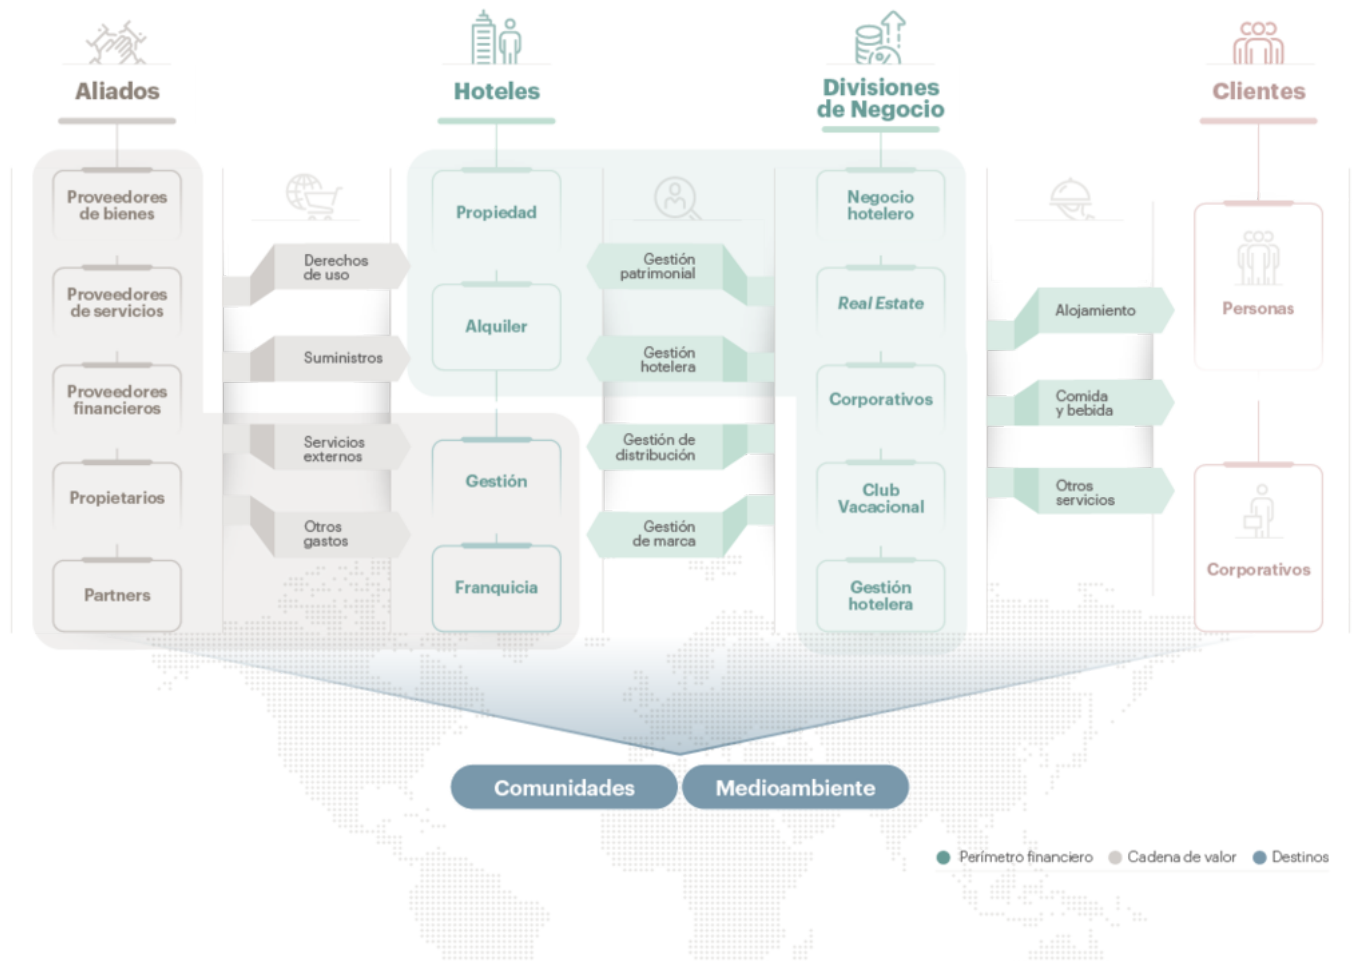 Aliados
Proveedores
de bienes
Proveedores
de servicios
Proveedores
financieros
Propietarios
Partners
Derechos
de uso
Suministros
Servicios
externos
Otros
gastos
Hoteles
Propiedad
Alquiler
Gestión
Franquicia
Gestión
patrimonial
Gestión
hotelera
Gestión de
distribución
Gestión
de marca
Divisiones
de Negocio
Negocio
hotelero
Real Estate
Corporativos
Club
Vacacional
Gestión
hotelera
Alojamiento
Comida
y bebida
Otros
servicios
Clientes
Personas
Corporativos
Comunidades
Medioambiente
Perímetro financiero
Cadena de valor
Destinos